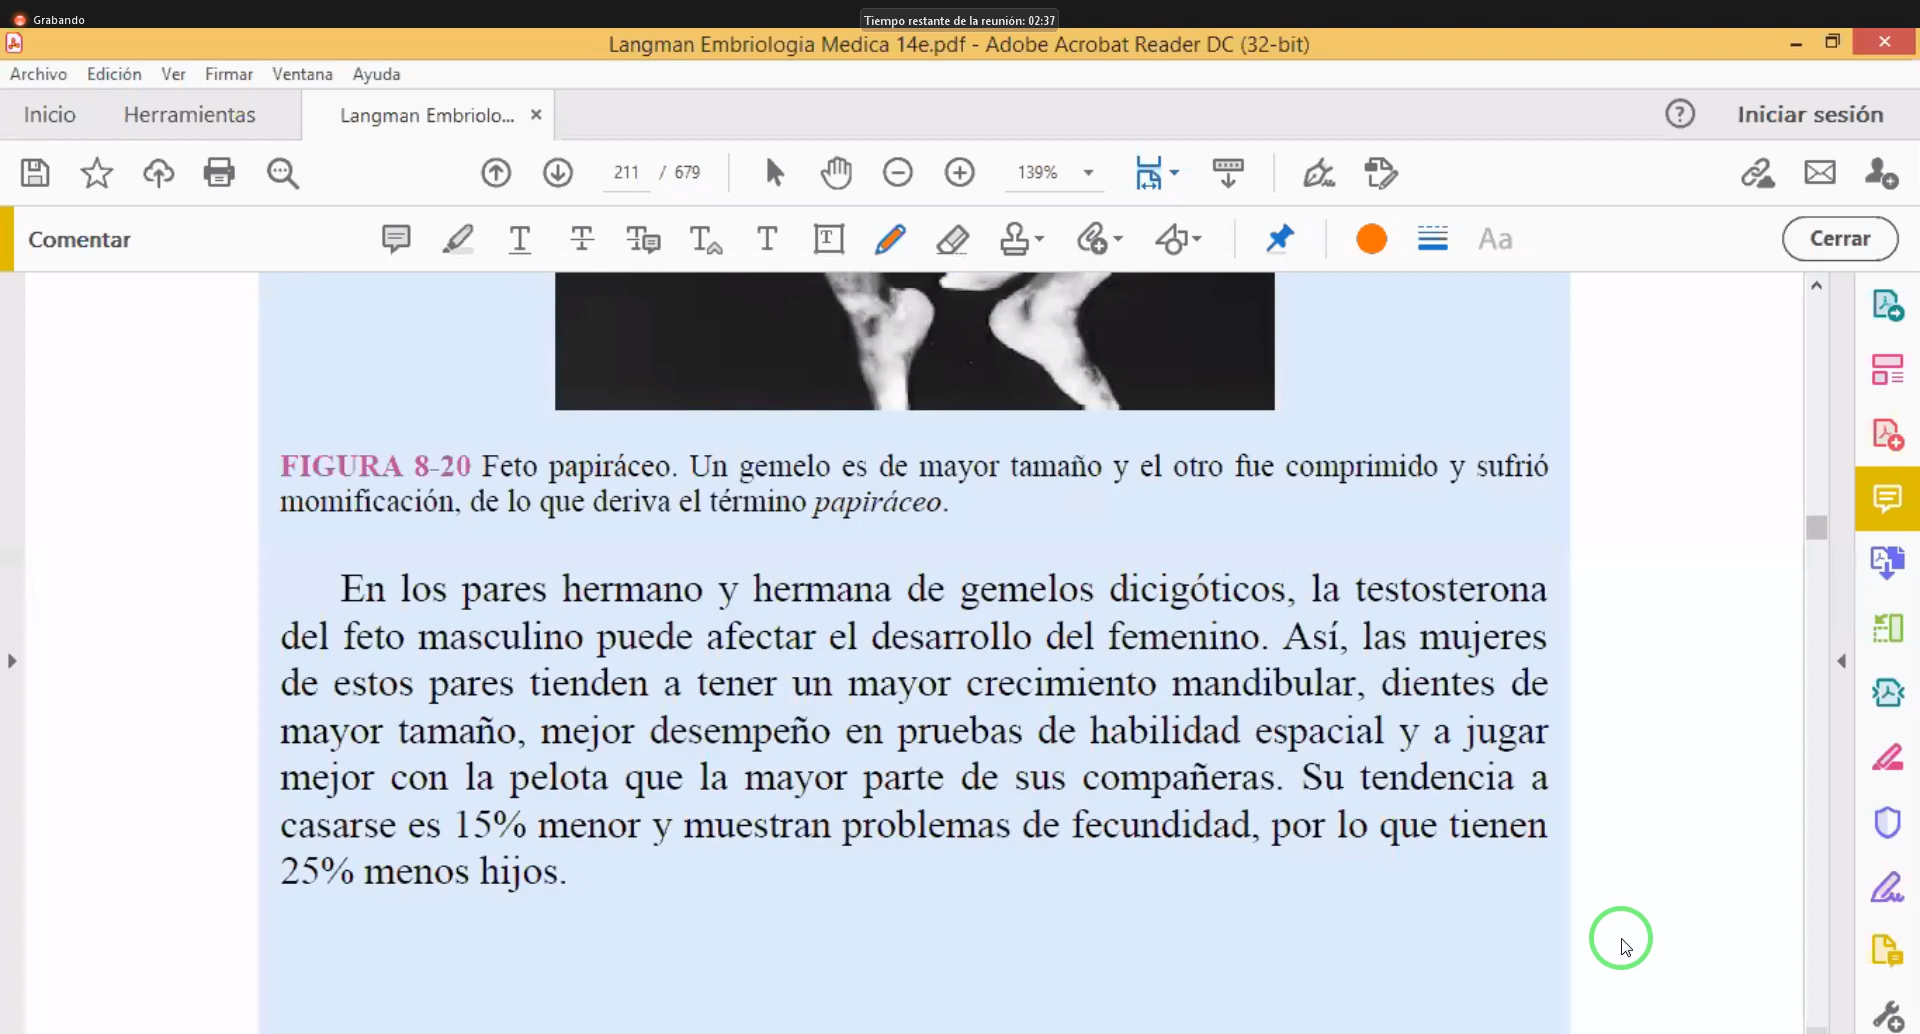 Grabando
Tiempo restante de la reunión: 02:37
Langman Embriologia Medica 14e.pdf - Adobe Acrobat Reader DC (32-bit)
Archivo Edición Ver Firmar Ventana Ayuda
Inicio Herramientas Langman Embriolo... × ? Iniciar sesión
211 / 679 139%
Comentar Aa Cerrar
FIGURA 8-20 Feto papiráceo. Un gemelo es de mayor tamaño y el otro fue comprimido y sufrió
momificación, de lo que deriva el término papiráceo.
En los pares hermano y hermana de gemelos dicigóticos, la testosterona
del feto masculino puede afectar el desarrollo del femenino. Así, las mujeres
de estos pares tienden a tener un mayor crecimiento mandibular, dientes de
mayor tamaño, mejor desempeño en pruebas de habilidad espacial y a jugar
mejor con la pelota que la mayor parte de sus compañeras. Su tendencia a
casarse es 15% menor y muestran problemas de fecundidad, por lo que tienen
25% menos hijos.